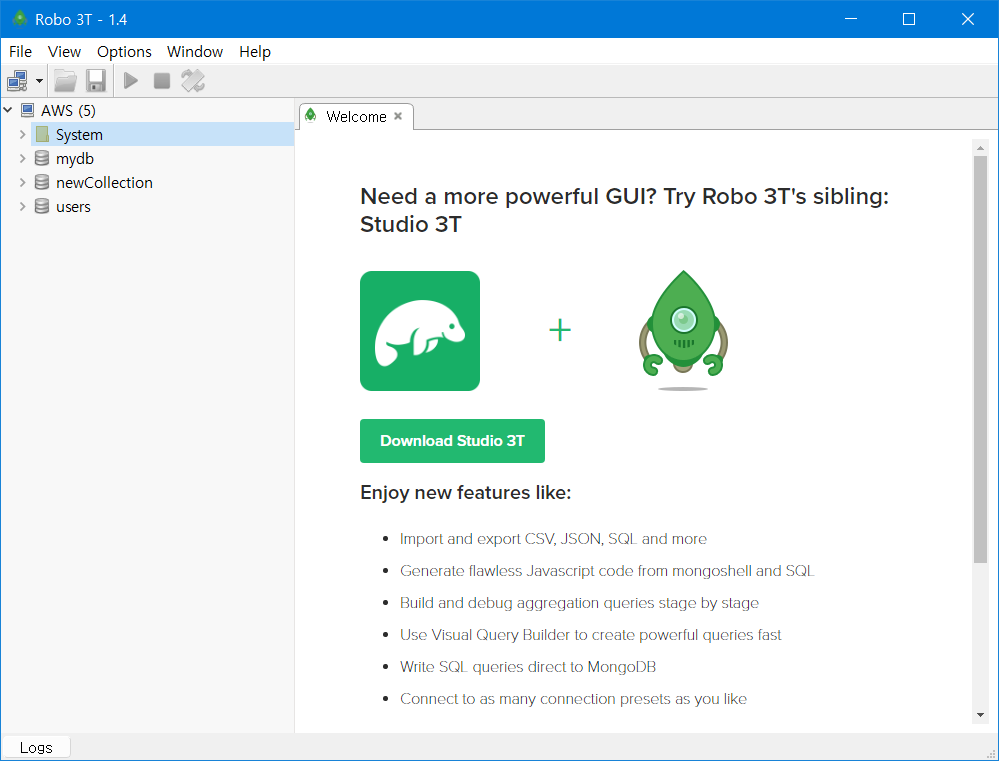 Robo 3T - 1.4
File View Options Window Help
AWS (5)
System
mydb
newCollection
users
Welcome
Need a more powerful GUI? Try Robo 3T's sibling:
Studio 3T
Download Studio 3T
Enjoy new features like:
Import and export CSV, JSON, SQL and more
Generate flawless Javascript code from mongoshell and SQL
Build and debug aggregation queries stage by stage
Use Visual Query Builder to create powerful queries fast
Write SQL queries direct to MongoDB
Connect to as many connection presets as you like
Logs